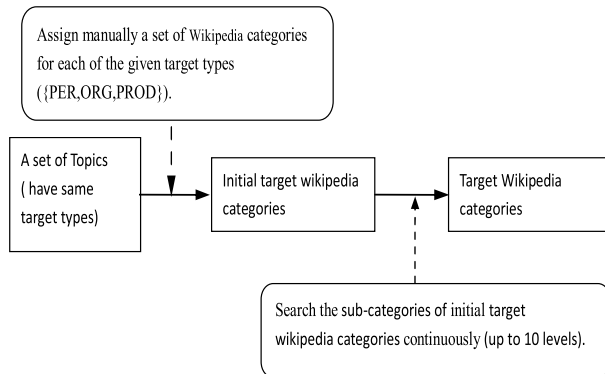 Assign manually a set of Wikipedia categories
for each of the given target types
({PER,ORG,PROD}).
A set of Topics
( have same
target types)
Initial target wikipedia
categories
Target Wikipedia
categories
Search the sub-categories of initial target
wikipedia categories continuously (up to 10 levels).